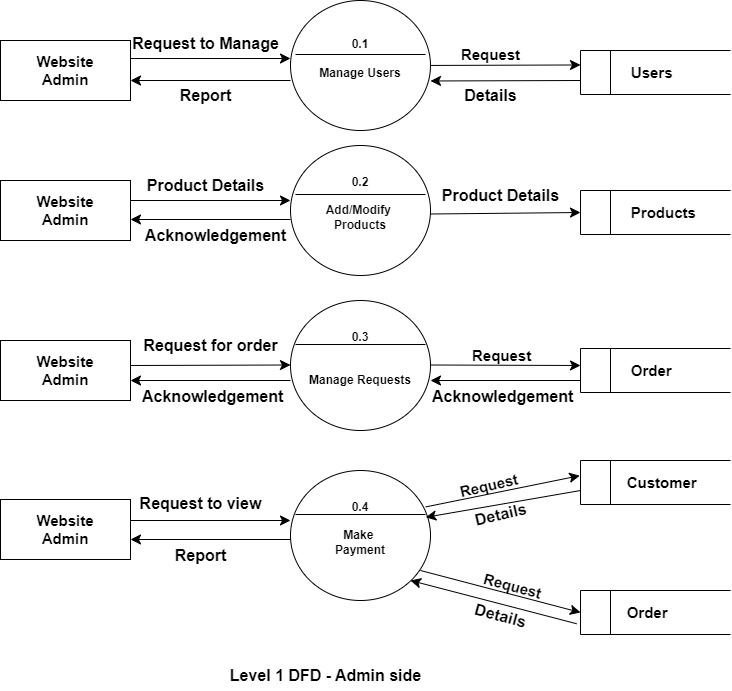 Website
Admin
Request to Manage
Report
0.1
Manage Users
Request
Details
Users
Website
Admin
Product Details
Acknowledgement
0.2
Add/Modify
Products
Product Details
Products
Website
Admin
Request for order
Acknowledgement
0.3
Manage Requests
Request
Acknowledgement
Order
Website
Admin
Request to view
Report
0.4
Make
Payment
Request
Details
Customer
Request
Details
Order
Level 1 DFD - Admin side